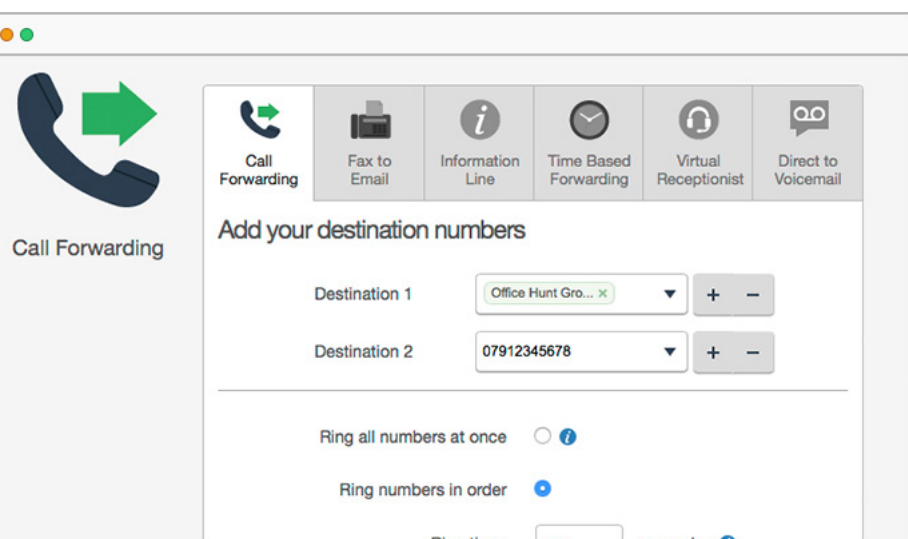 Call Forwarding
Call
Forwarding
Fax to
Email
Information
Line
Time Based
Forwarding
Virtual
Receptionist
Direct to
Voicemail
Add your destination numbers
Destination 1
Office Hunt Gro... ×
+ −
Destination 2
07912345678
+ −
Ring all numbers at once
Ring numbers in order